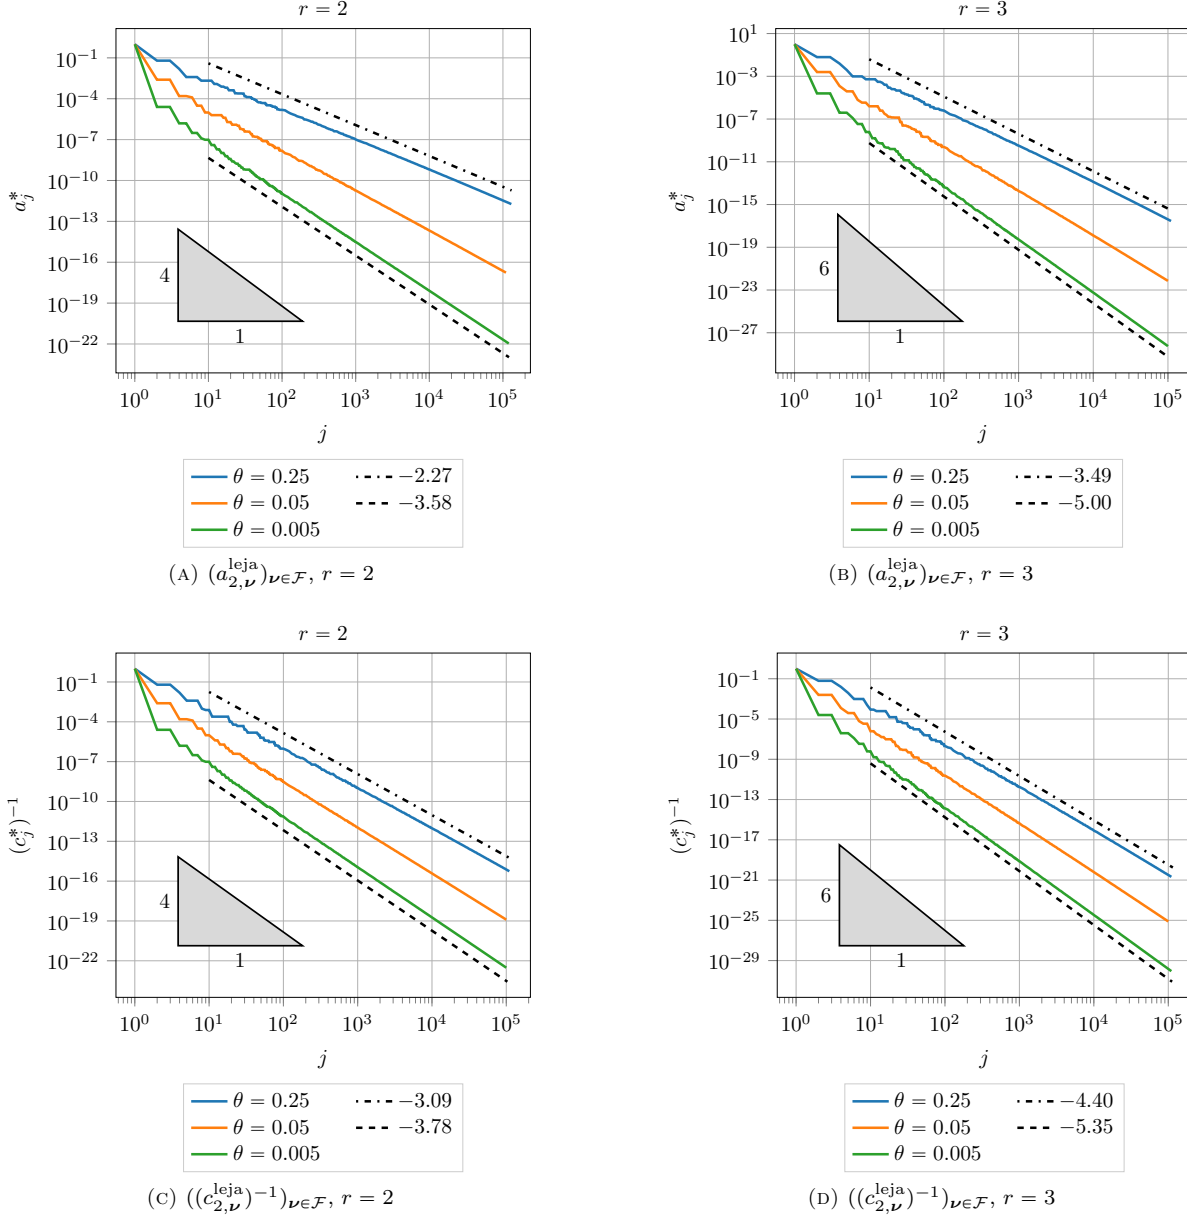 r = 2
10^{-1}
10^{-4}
10^{-7}
10^{-10}
10^{-13}
10^{-16}
10^{-19}
10^{-22}
a_j^*
4
1
10^0 10^1 10^2 10^3 10^4 10^5
j
θ = 0.25 −2.27
θ = 0.05 −3.58
θ = 0.005
(A) (a_{2,ν}^{leja})_{ν∈F}, r = 2
r = 3
10^1
10^{-3}
10^{-7}
10^{-11}
10^{-15}
10^{-19}
10^{-23}
10^{-27}
a_j^*
6
1
10^0 10^1 10^2 10^3 10^4 10^5
j
θ = 0.25 −3.49
θ = 0.05 −5.00
θ = 0.005
(B) (a_{2,ν}^{leja})_{ν∈F}, r = 3
r = 2
10^{-1}
10^{-4}
10^{-7}
10^{-10}
10^{-13}
10^{-16}
10^{-19}
10^{-22}
(c_j^*)^{-1}
4
1
10^0 10^1 10^2 10^3 10^4 10^5
j
θ = 0.25 −3.09
θ = 0.05 −3.78
θ = 0.005
(C) ((c_{2,ν}^{leja})^{-1})_{ν∈F}, r = 2
r = 3
10^{-1}
10^{-5}
10^{-9}
10^{-13}
10^{-17}
10^{-21}
10^{-25}
10^{-29}
(c_j^*)^{-1}
6
1
10^0 10^1 10^2 10^3 10^4 10^5
j
θ = 0.25 −4.40
θ = 0.05 −5.35
θ = 0.005
(D) ((c_{2,ν}^{leja})^{-1})_{ν∈F}, r = 3